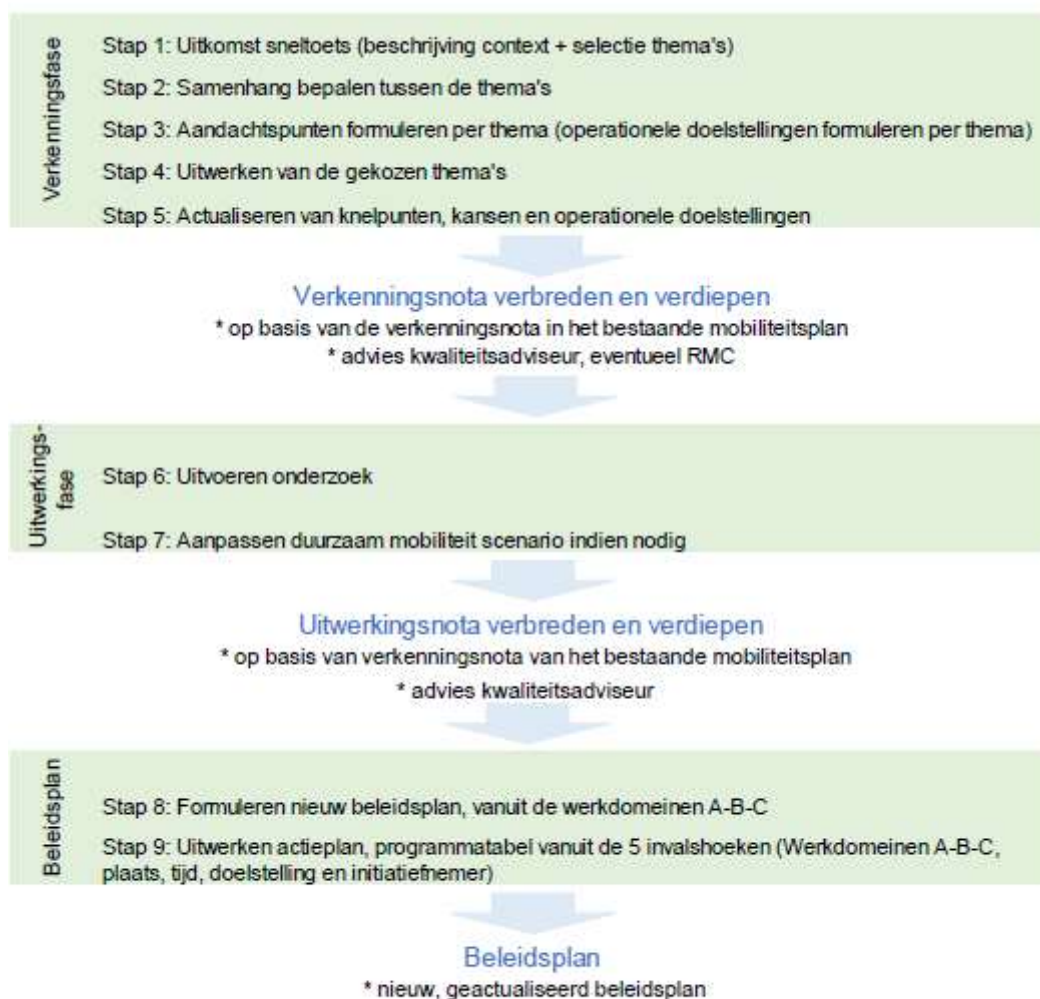 Verkenningsfase
Stap 1: Uitkomst sneltoets (beschrijving context + selectie thema's)
Stap 2: Samenhang bepalen tussen de thema's
Stap 3: Aandachtspunten formuleren per thema (operationele doelstellingen formuleren per thema)
Stap 4: Uitwerken van de gekozen thema's
Stap 5: Actualiseren van knelpunten, kansen en operationele doelstellingen
Verkenningsnota verbreden en verdiepen
* op basis van de verkenningsnota in het bestaande mobiliteitsplan
* advies kwaliteitsadviseur, eventueel RMC
Uitwerkings-
fase
Stap 6: Uitvoeren onderzoek
Stap 7: Aanpassen duurzaam mobiliteit scenario indien nodig
Uitwerkingsnota verbreden en verdiepen
* op basis van verkenningsnota van het bestaande mobiliteitsplan
* advies kwaliteitsadviseur
Beleidsplan
Stap 8: Formuleren nieuw beleidsplan, vanuit de werkdomeinen A-B-C
Stap 9: Uitwerken actieplan, programmatabel vanuit de 5 invalshoeken (Werkdomeinen A-B-C,
plaats, tijd, doelstelling en initiatiefnemer)
Beleidsplan
* nieuw, geactualiseerd beleidsplan